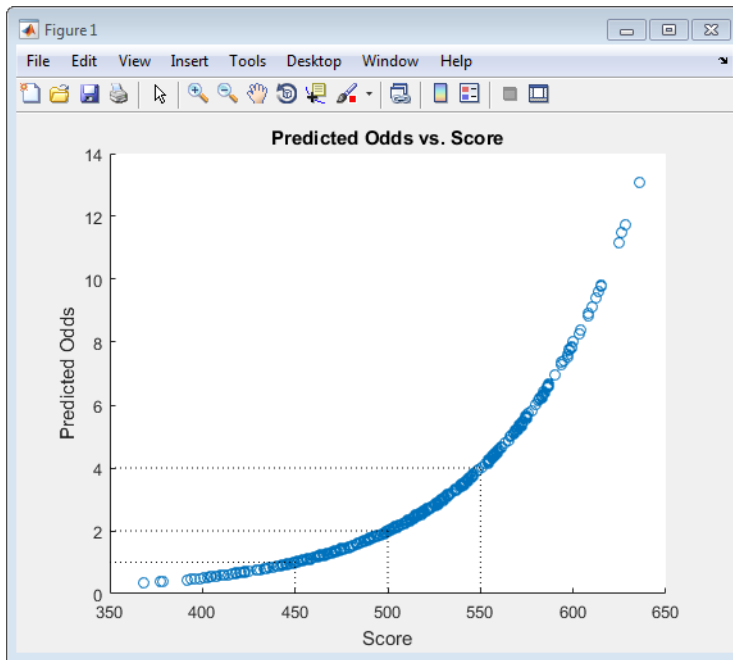 Figure 1
File Edit View Insert Tools Desktop Window Help
Predicted Odds vs. Score
14
12
10
8
6
4
2
0
Predicted Odds
350 400 450 500 550 600 650
Score